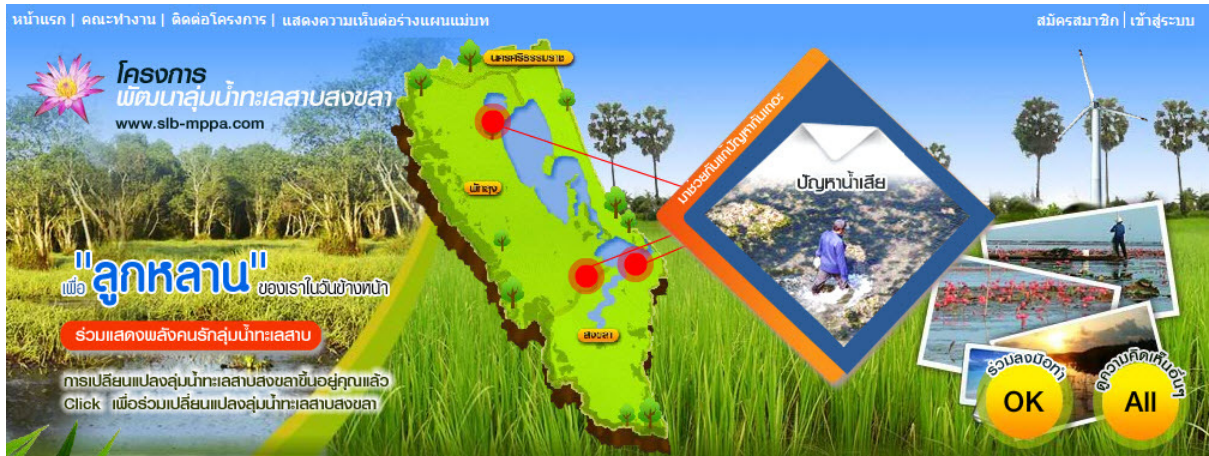 หน้าแรก | คณะทำงาน | ติดต่อโครงการ | แสดงความเห็นต่อร่างแผนแม่บท
สมัครสมาชิก | เข้าสู่ระบบ
โครงการ
พัฒนาลุ่มน้ำทะเลสาบสงขลา
www.slb-mppa.com
นครศรีธรรมราช
พัทลุง
สงขลา
มาช่วยกันแก้ปัญหากันเถอะ
ปัญหาน้ำเสีย
เพื่อ "ลูกหลาน" ของเราในวันข้างหน้า
ร่วมแสดงพลังคนรักลุ่มน้ำทะเลสาบ
การเปลี่ยนแปลงลุ่มน้ำทะเลสาบสงขลาขึ้นอยู่คุณแล้ว
Click เพื่อร่วมเปลี่ยนแปลงลุ่มน้ำทะเลสาบสงขลา
ร่วมลงมือทำ
OK
ดูความคิดเห็นอื่นๆ
All